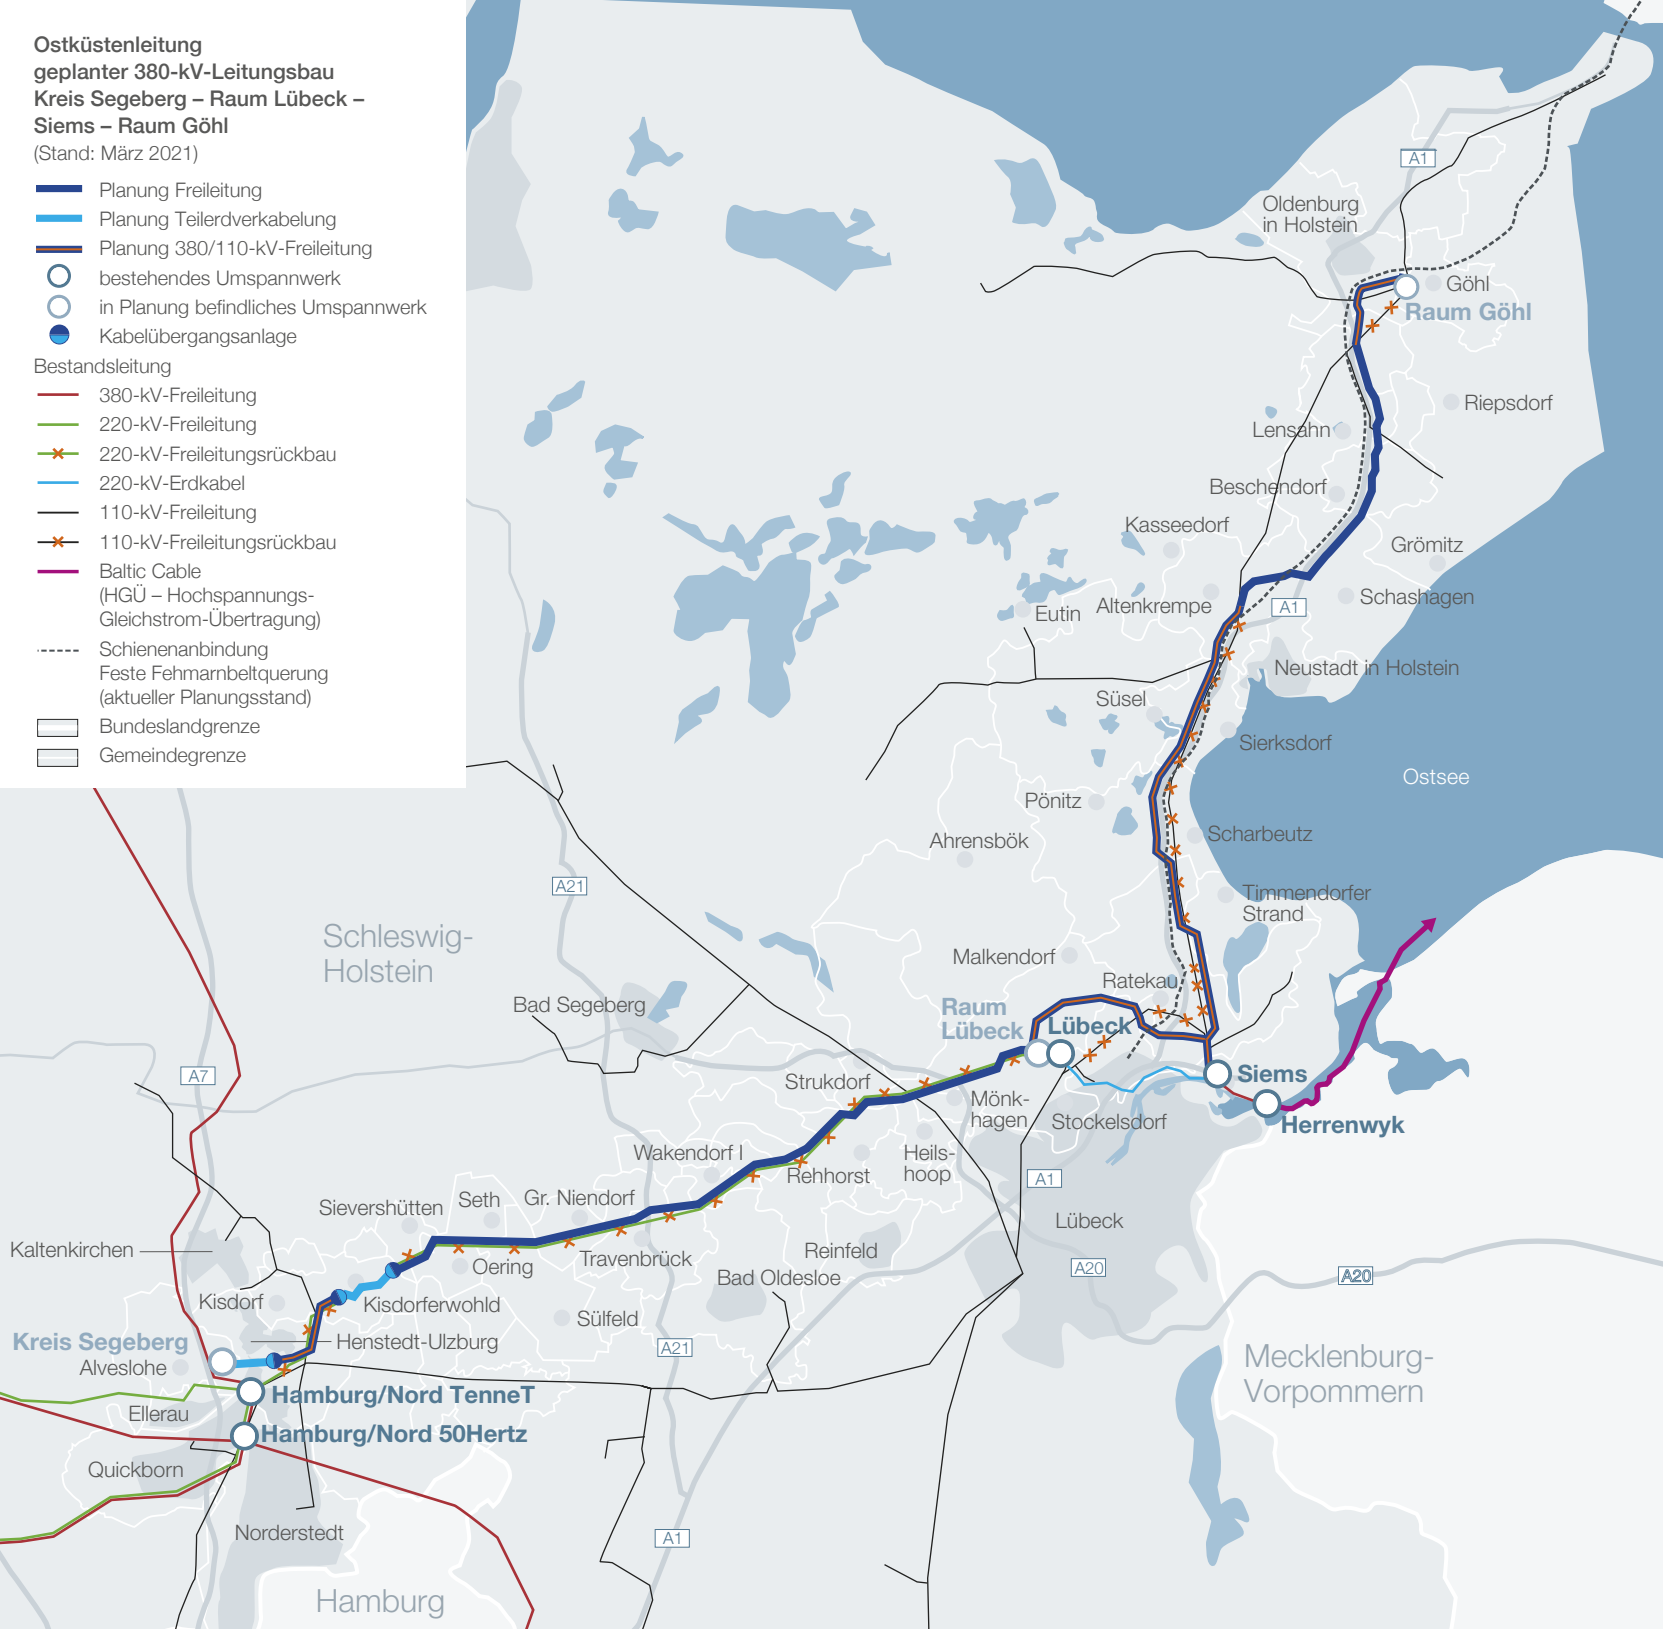 Ostküstenleitung
geplanter 380-kV-Leitungsbau
Kreis Segeberg – Raum Lübeck –
Siems – Raum Göhl
(Stand: März 2021)
Planung Freileitung
Planung Teilerdverkabelung
Planung 380/110-kV-Freileitung
bestehendes Umspannwerk
in Planung befindliches Umspannwerk
Kabelübergangsanlage
Bestandsleitung
380-kV-Freileitung
220-kV-Freileitung
220-kV-Freileitungsrückbau
220-kV-Erdkabel
110-kV-Freileitung
110-kV-Freileitungsrückbau
Baltic Cable
(HGÜ – Hochspannungs-
Gleichstrom-Übertragung)
Schienenanbindung
Feste Fehmarnbeltquerung
(aktueller Planungsstand)
Bundeslandgrenze
Gemeindegrenze
A1
Oldenburg
in Holstein
Göhl
Raum Göhl
Riepsdorf
Lensahn
Beschendorf
Kasseedorf
Grömitz
Schashagen
Altenkrempe
A1
Eutin
Neustadt in Holstein
Süsel
Sierksdorf
Ostsee
Pönitz
Scharbeutz
Ahrensbök
A21
Timmendorfer
Strand
Schleswig-
Holstein
Malkendorf
Ratekau
Bad Segeberg
Raum
Lübeck
Lübeck
A7
Siems
Strukdorf
Mönk-
hagen
Stockelsdorf
Herrenwyk
Wakendorf I
Heils-
hoop
Rehhorst
A1
Sievershütten
Seth
Gr. Niendorf
Lübeck
Kaltenkirchen
Oering
Travenbrück
Reinfeld
Bad Oldesloe
A20
A20
Kisdorf
Kisdorferwohld
Sülfeld
Kreis Segeberg
Henstedt-Ulzburg
A21
Alveslohe
Mecklenburg-
Vorpommern
Hamburg/Nord TenneT
Ellerau
Hamburg/Nord 50Hertz
Quickborn
Norderstedt
A1
Hamburg